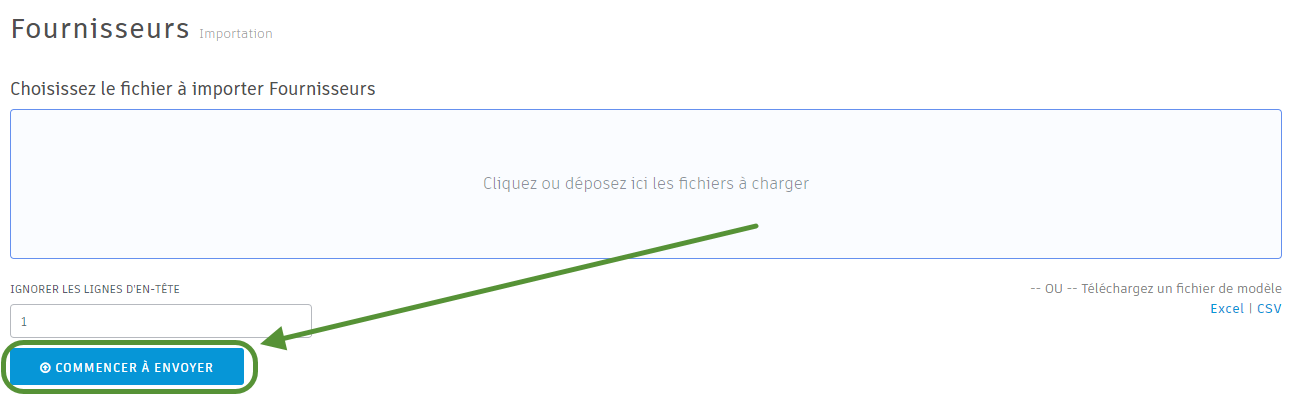 Fournisseurs Importation
Choisissez le fichier à importer Fournisseurs
Cliquez ou déposez ici les fichiers à charger
IGNORER LES LIGNES D'EN-TÊTE
1
COMMENCER À ENVOYER
-- OU -- Téléchargez un fichier de modèle
Excel | CSV